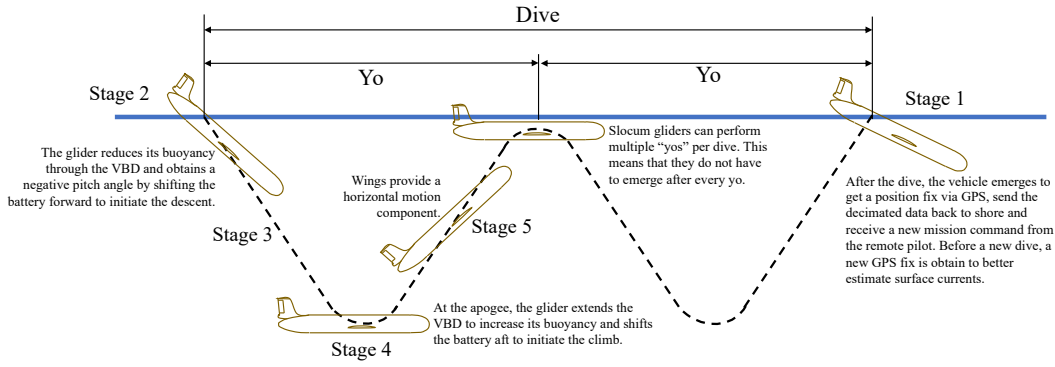 Dive
Yo
Yo
Stage 2
Stage 1
The glider reduces its buoyancy
through the VBD and obtains a
negative pitch angle by shifting the
battery forward to initiate the descent.
Stage 3
Wings provide a
horizontal motion
component.
Stage 5
Slocum gliders can perform
multiple “yos” per dive. This
means that they do not have
to emerge after every yo.
After the dive, the vehicle emerges to
get a position fix via GPS, send the
decimated data back to shore and
receive a new mission command from
the remote pilot. Before a new dive, a
new GPS fix is obtain to better
estimate surface currents.
At the apogee, the glider extends the
VBD to increase its buoyancy and shifts
the battery aft to initiate the climb.
Stage 4